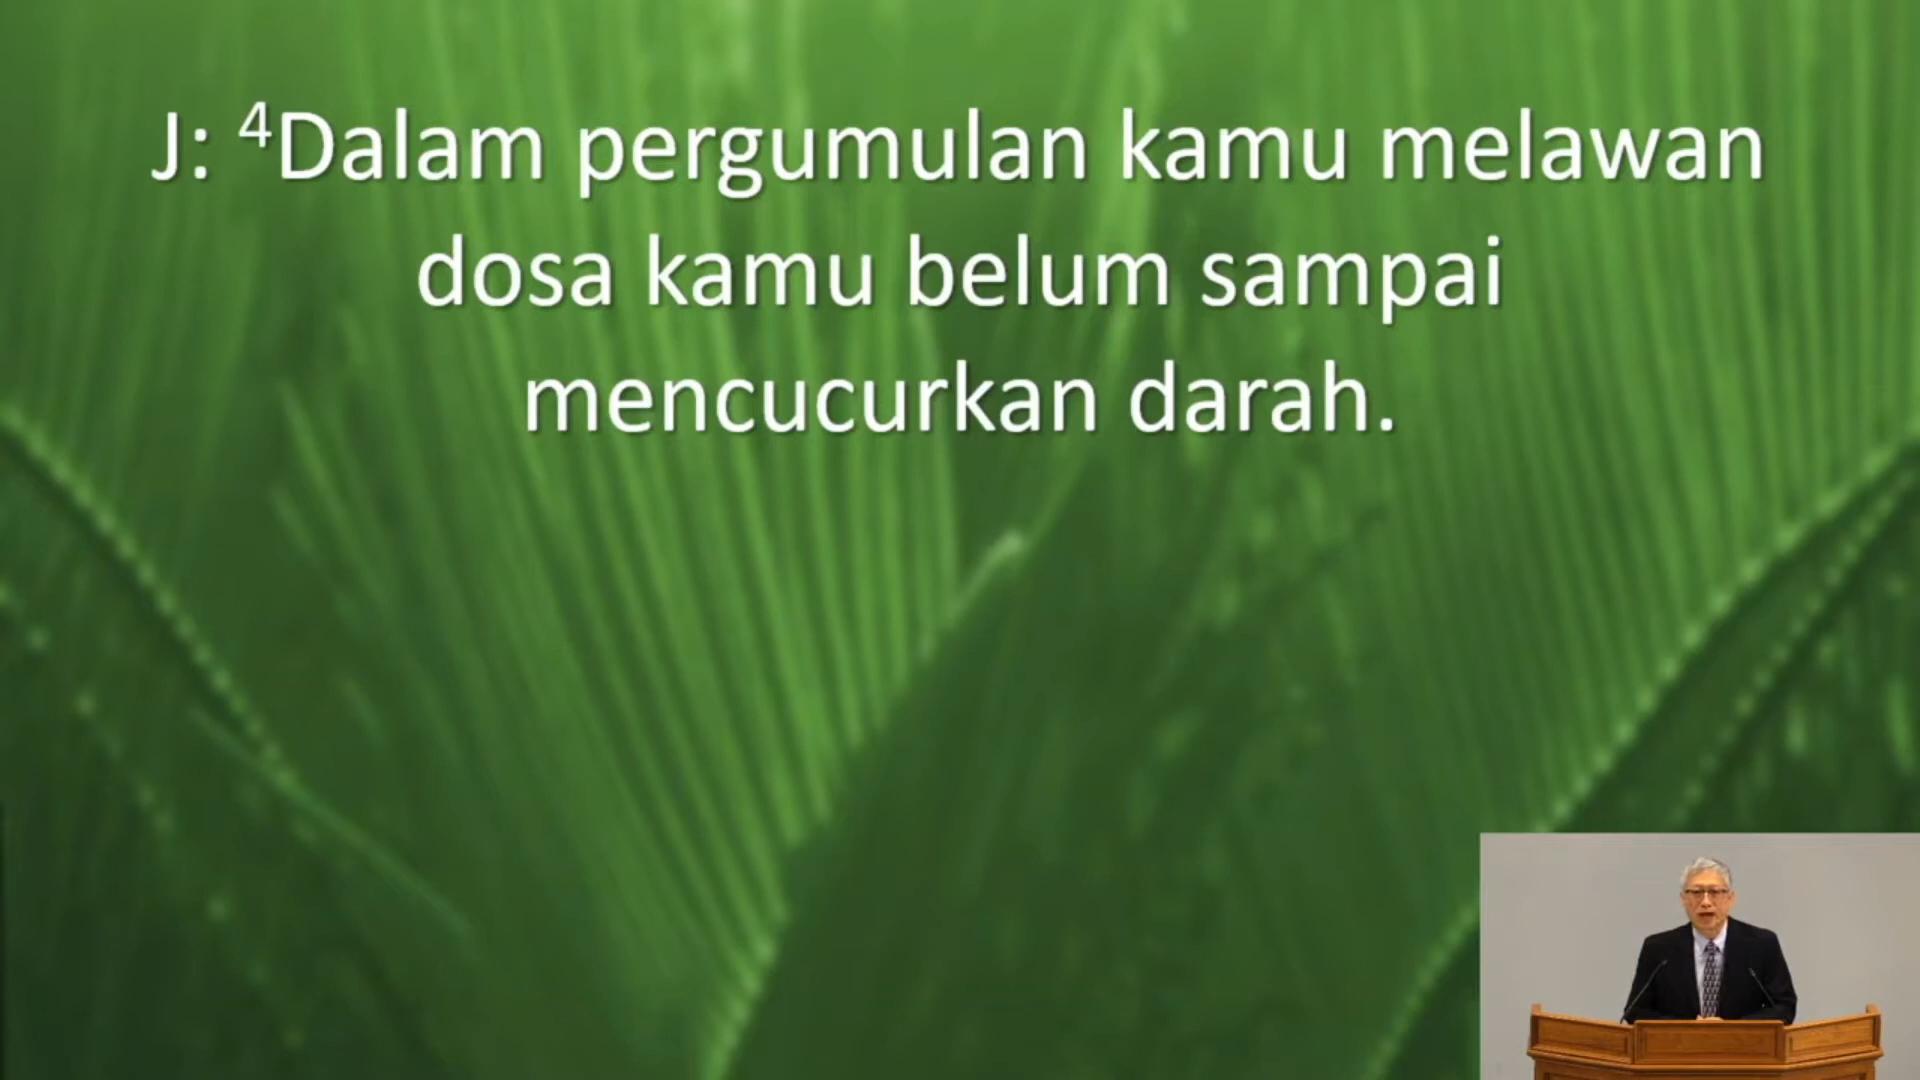 J: ⁴Dalam pergumulan kamu melawan
dosa kamu belum sampai
mencucurkan darah.